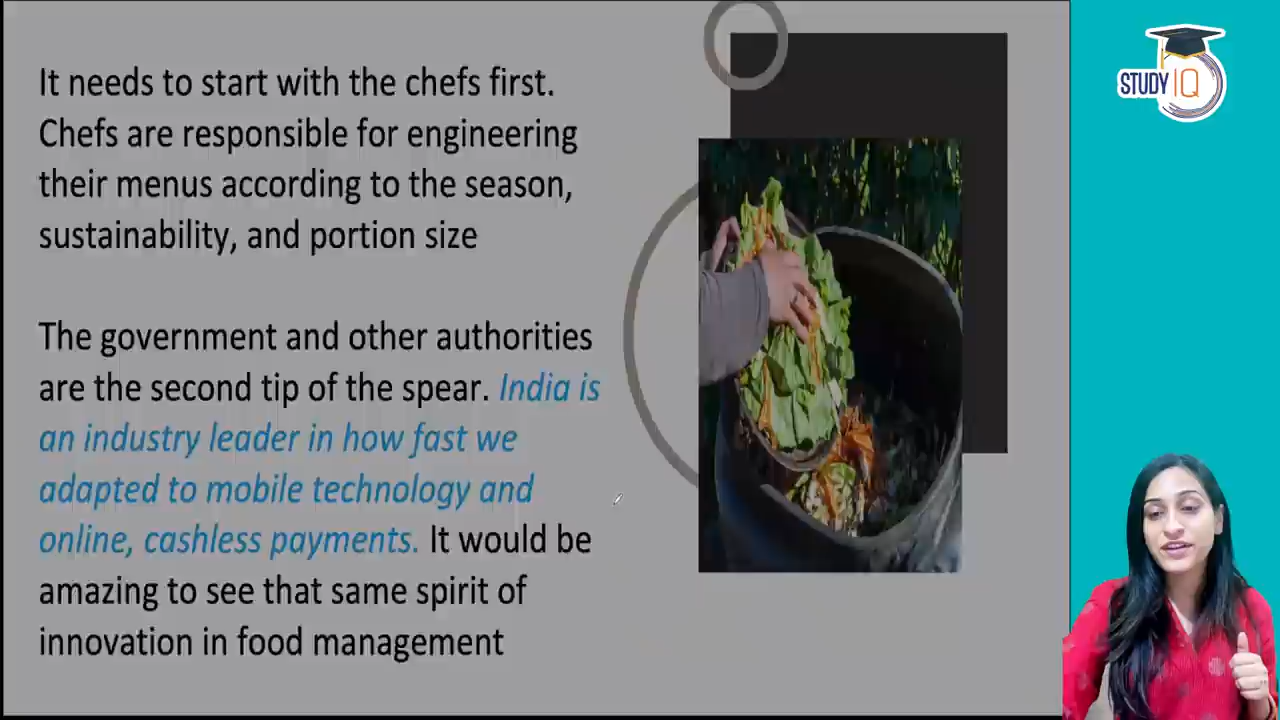 It needs to start with the chefs first.
Chefs are responsible for engineering
their menus according to the season,
sustainability, and portion size
The government and other authorities
are the second tip of the spear. India is
an industry leader in how fast we
adapted to mobile technology and
online, cashless payments. It would be
amazing to see that same spirit of
innovation in food management
STUDY IQ